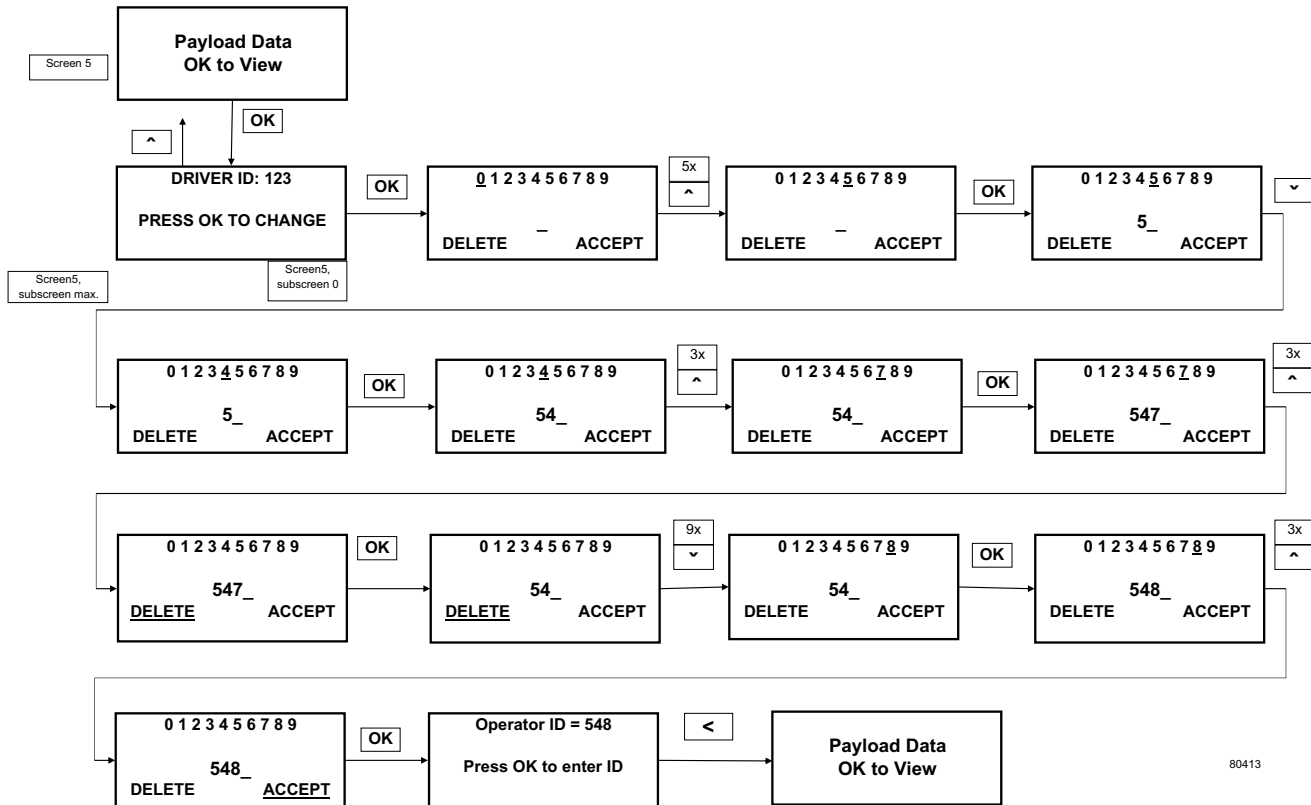 Payload Data
OK to View
Screen 5
OK
^
DRIVER ID: 123
PRESS OK TO CHANGE
Screen5,
subscreen 0
Screen5,
subscreen max.
OK
0 1 2 3 4 5 6 7 8 9
_
DELETE ACCEPT
5x
^
0 1 2 3 4 5 6 7 8 9
_
DELETE ACCEPT
OK
0 1 2 3 4 5 6 7 8 9
5_
DELETE ACCEPT
ˇ
0 1 2 3 4 5 6 7 8 9
5_
DELETE ACCEPT
OK
0 1 2 3 4 5 6 7 8 9
54_
DELETE ACCEPT
3x
^
0 1 2 3 4 5 6 7 8 9
54_
DELETE ACCEPT
OK
0 1 2 3 4 5 6 7 8 9
547_
DELETE ACCEPT
3x
^
0 1 2 3 4 5 6 7 8 9
547_
DELETE ACCEPT
OK
0 1 2 3 4 5 6 7 8 9
54_
DELETE ACCEPT
9x
ˇ
0 1 2 3 4 5 6 7 8 9
54_
DELETE ACCEPT
OK
0 1 2 3 4 5 6 7 8 9
548_
DELETE ACCEPT
3x
^
0 1 2 3 4 5 6 7 8 9
548_
DELETE ACCEPT
OK
Operator ID = 548
Press OK to enter ID
<
Payload Data
OK to View
80413